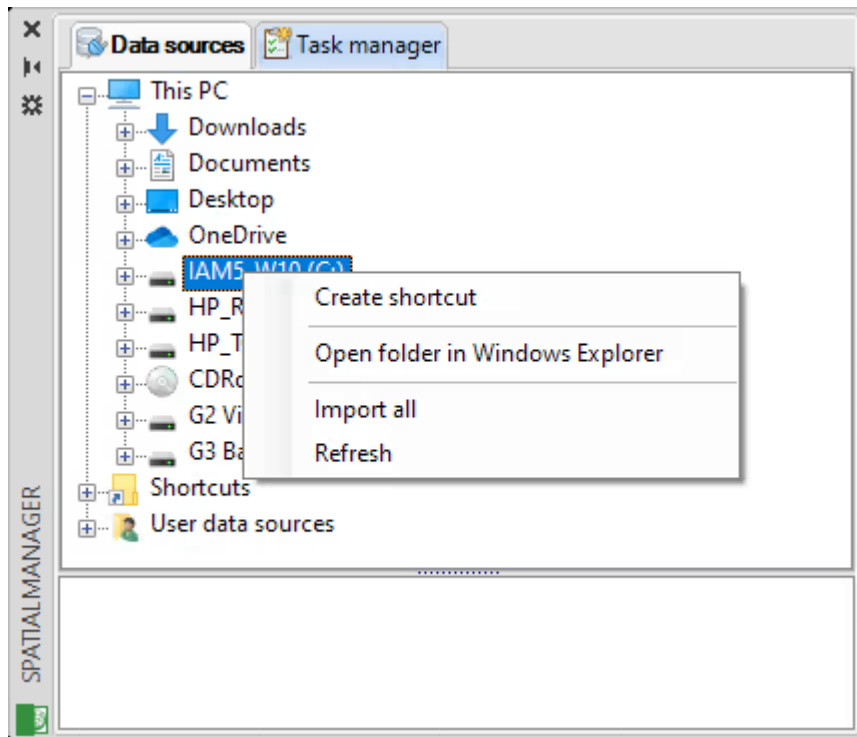 Data sources
Task manager
This PC
Downloads
Documents
Desktop
OneDrive
IAM5_W10 (C:)
Create shortcut
HP_R
Open folder in Windows Explorer
HP_T
CDRo
Import all
G2 Vi
Refresh
G3 Ba
Shortcuts
User data sources
SPATIALMANAGER